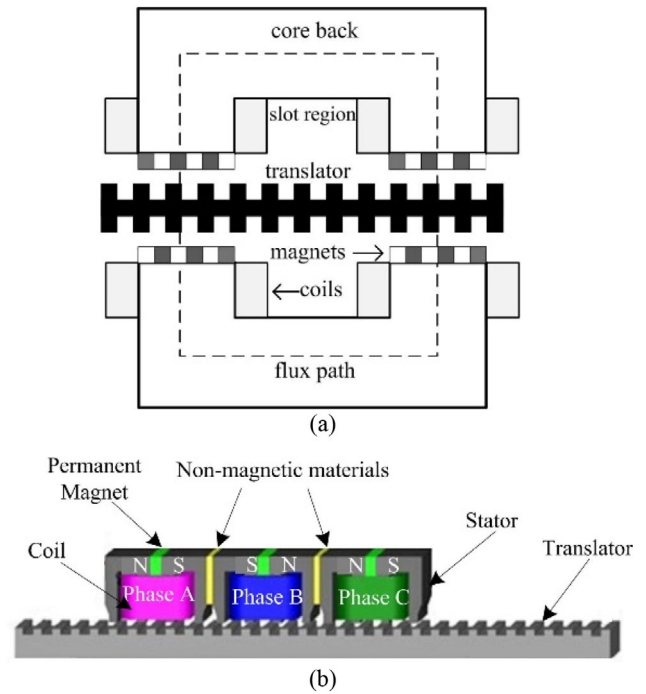 core back
slot region
translator
magnets
coils
flux path
(a)
Permanent
Magnet
Non-magnetic materials
Stator
Coil
Translator
N S
S N
N S
Phase A
Phase B
Phase C
(b)